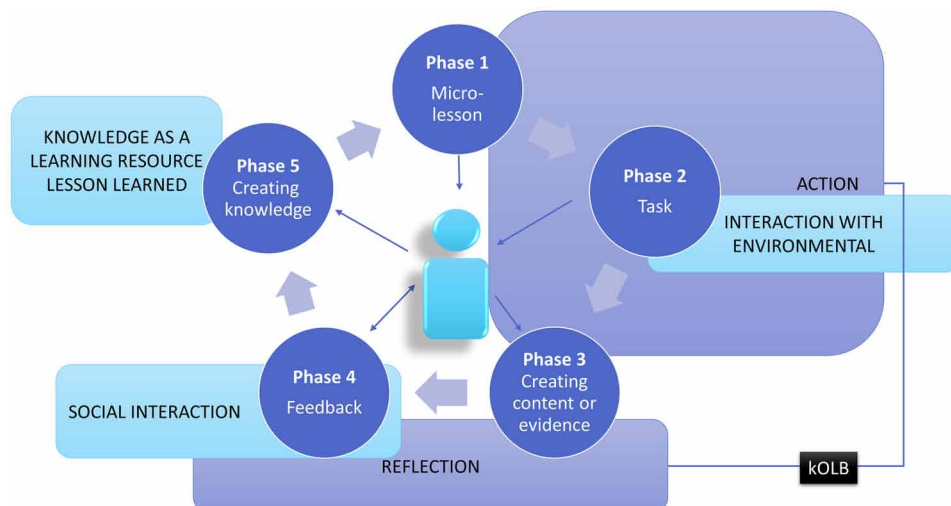 Phase 1
Micro-
lesson
KNOWLEDGE AS A
LEARNING RESOURCE
LESSON LEARNED
Phase 5
Creating
knowledge
Phase 2
Task
ACTION
INTERACTION WITH
ENVIRONMENTAL
Phase 3
Creating
content or
evidence
Phase 4
Feedback
SOCIAL INTERACTION
REFLECTION
kOLB